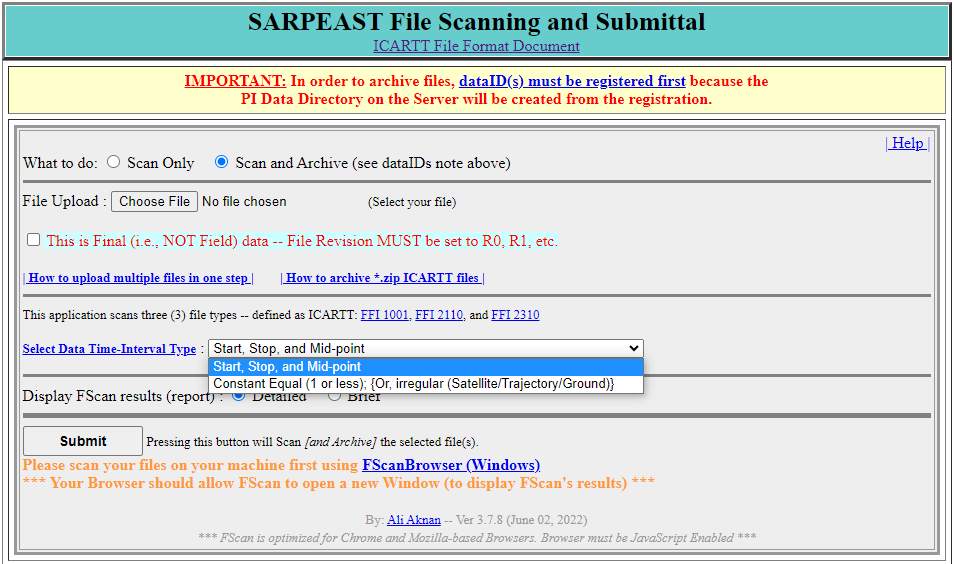 SARPEAST File Scanning and Submittal
ICARTT File Format Document
IMPORTANT: In order to archive files, dataID(s) must be registered first because the
PI Data Directory on the Server will be created from the registration.
| Help |
What to do: Scan Only Scan and Archive (see dataIDs note above)
File Upload : Choose File No file chosen (Select your file)
This is Final (i.e., NOT Field) data -- File Revision MUST be set to R0, R1, etc.
| How to upload multiple files in one step | | How to archive *.zip ICARTT files |
This application scans three (3) file types -- defined as ICARTT: FFI 1001, FFI 2110, and FFI 2310
Select Data Time-Interval Type : Start, Stop, and Mid-point
Start, Stop, and Mid-point
Constant Equal (1 or less); {Or, irregular (Satellite/Trajectory/Ground)}
Display FScan results (report) : Detailed Brief
Submit Pressing this button will Scan [and Archive] the selected file(s).
Please scan your files on your machine first using FScanBrowser (Windows)
*** Your Browser should allow FScan to open a new Window (to display FScan's results) ***
By: Ali Aknan -- Ver 3.7.8 (June 02, 2022)
*** FScan is optimized for Chrome and Mozilla-based Browsers. Browser must be JavaScript Enabled ***